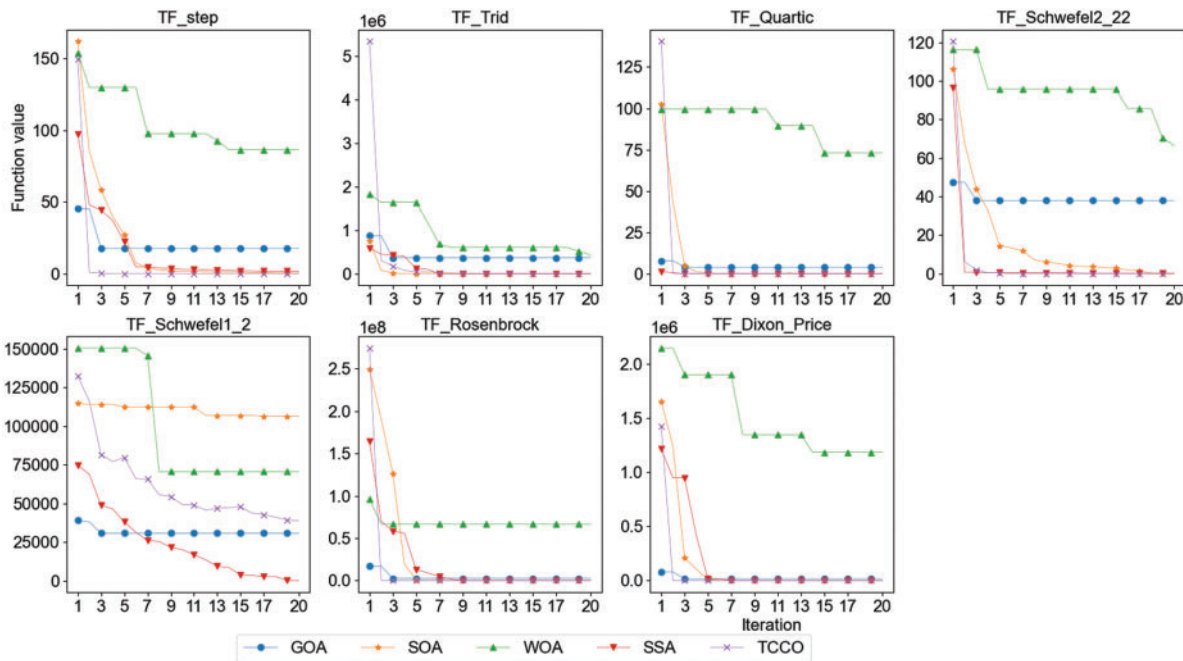 TF_step
TF_Trid
TF_Quartic
TF_Schwefel2_22
1e6
Function value
150
100
50
0
5
4
3
2
1
0
125
100
75
50
25
0
120
100
80
60
40
20
0
1 3 5 7 9 11 13 15 17 20
1 3 5 7 9 11 13 15 17 20
1 3 5 7 9 11 13 15 17 20
1 3 5 7 9 11 13 15 17 20
TF_Schwefel1_2
TF_Rosenbrock
TF_Dixon_Price
1e8
1e6
150000
125000
100000
75000
50000
25000
0
2.5
2.0
1.5
1.0
0.5
0.0
2.0
1.5
1.0
0.5
0.0
1 3 5 7 9 11 13 15 17 20
1 3 5 7 9 11 13 15 17 20
1 3 5 7 9 11 13 15 17 20
Iteration
GOA SOA WOA SSA TCCO